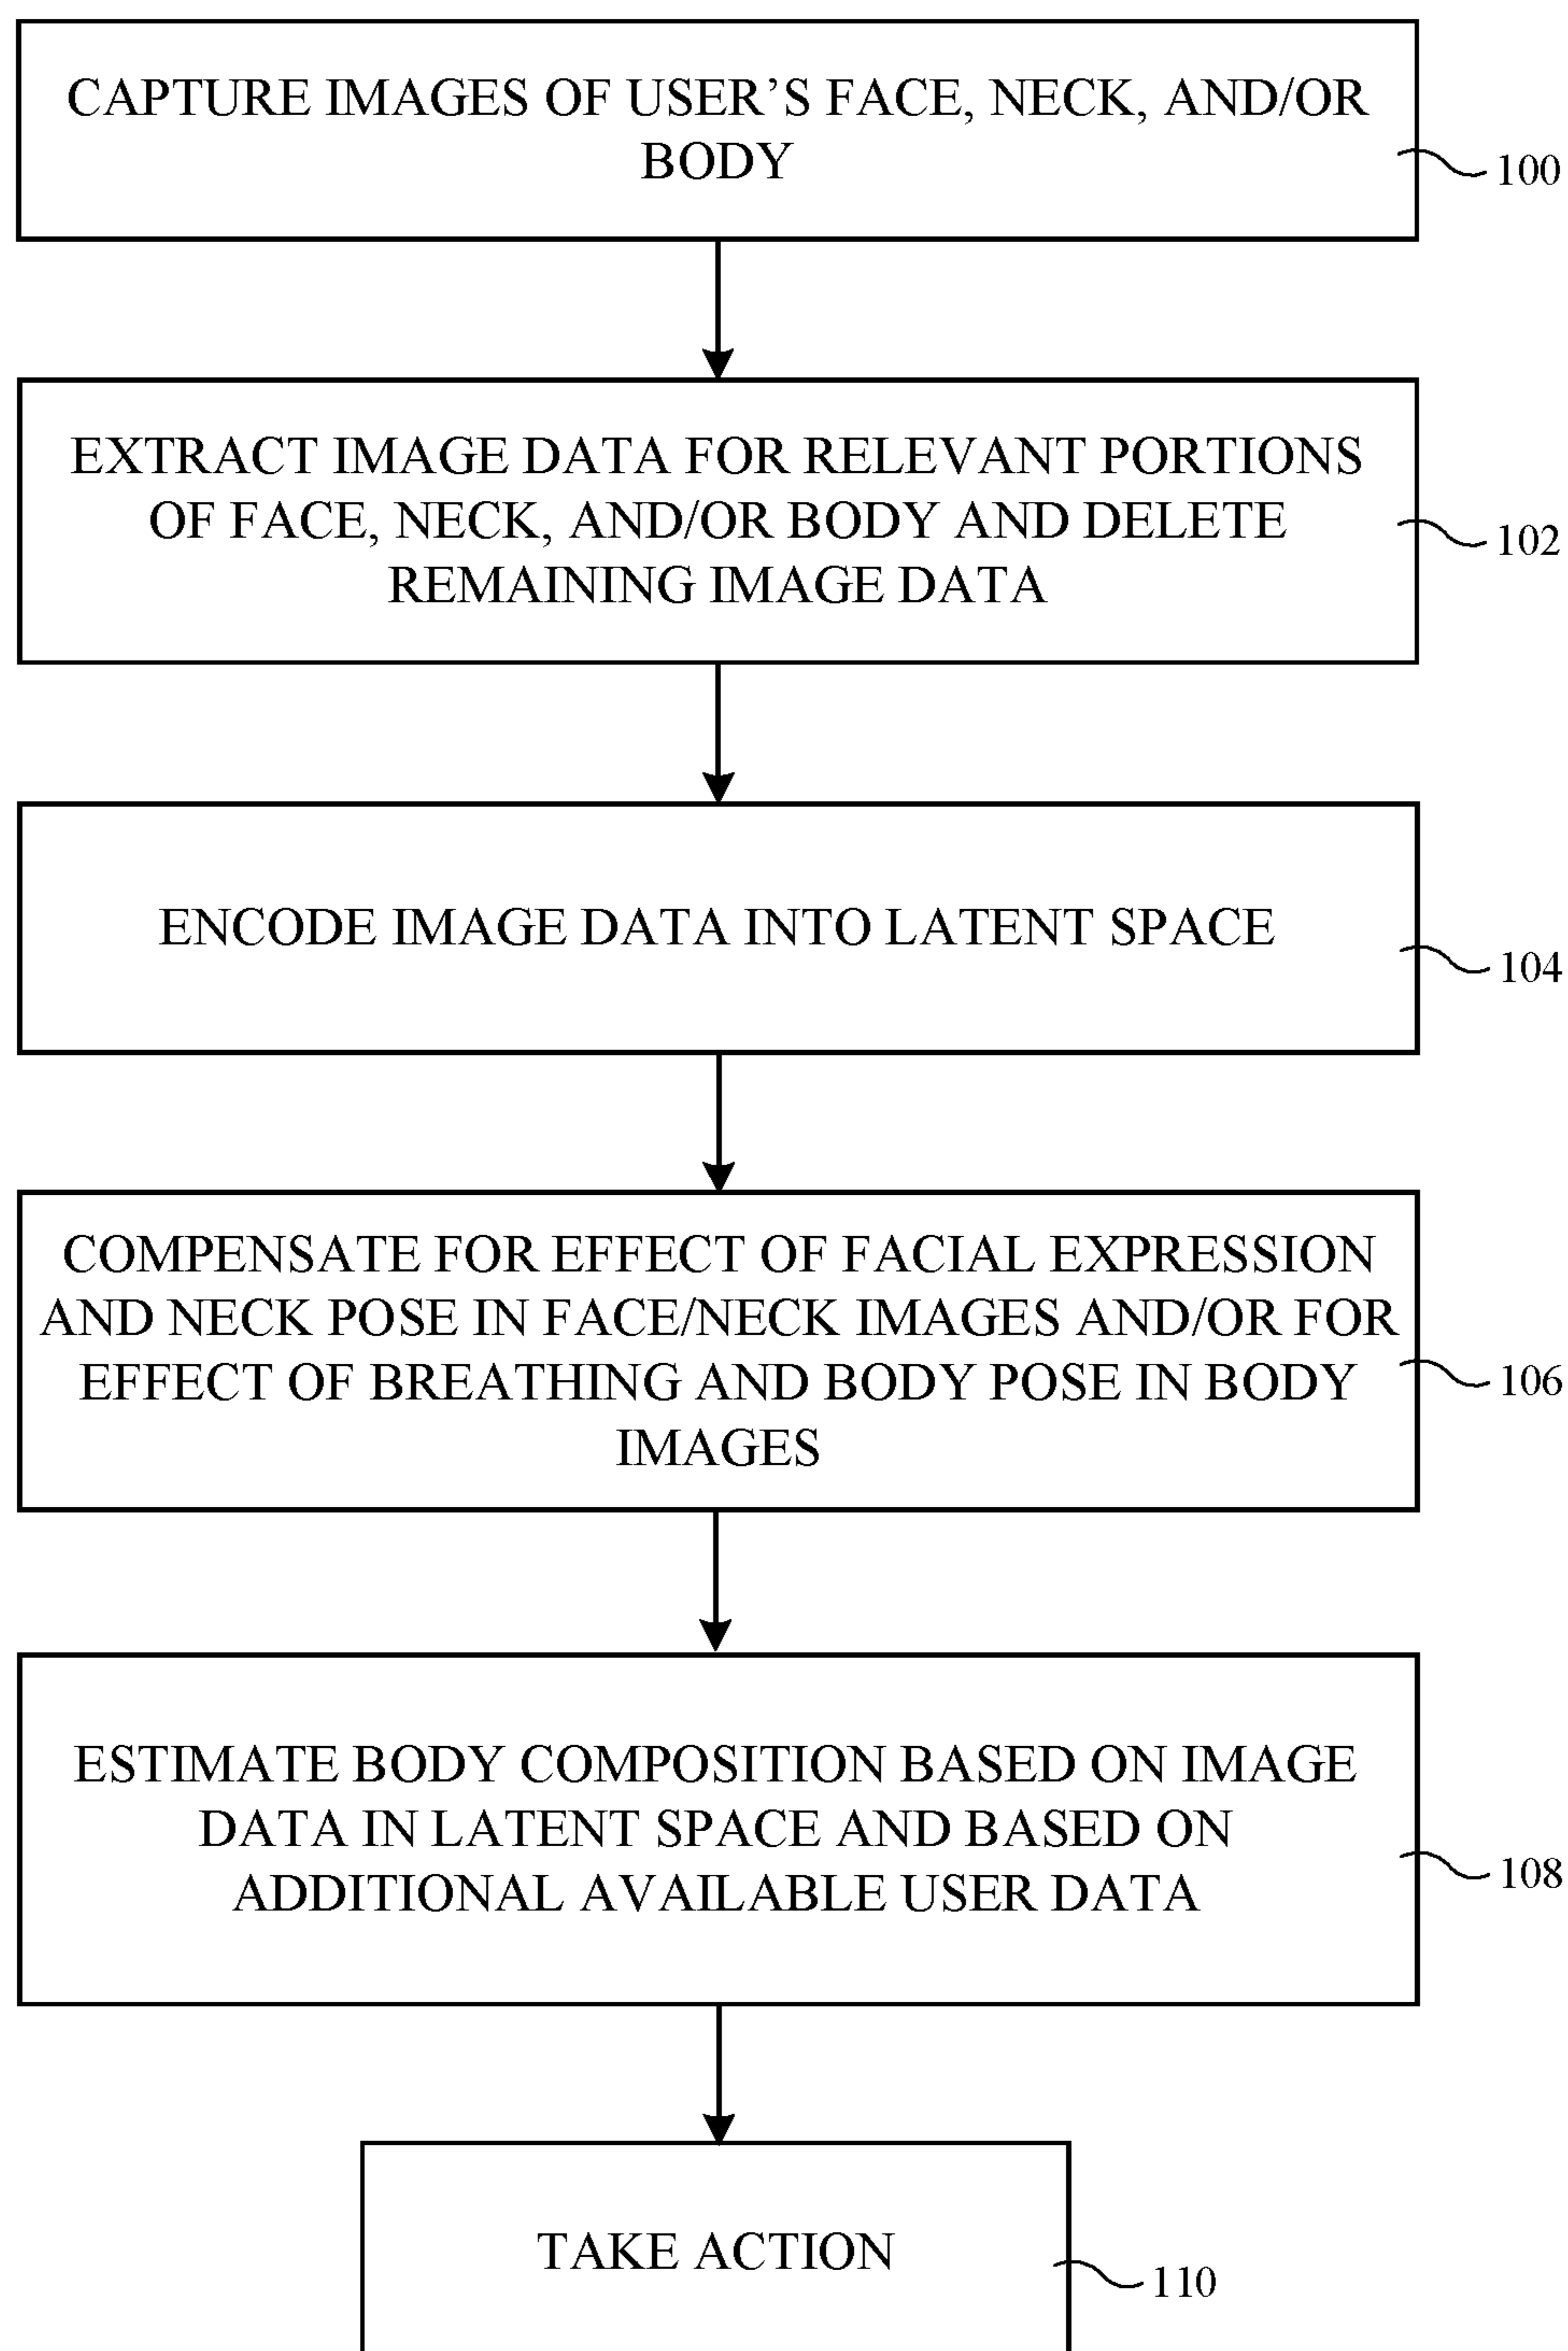 CAPTURE IMAGES OF USER’S FACE, NECK, AND/OR
BODY
100
EXTRACT IMAGE DATA FOR RELEVANT PORTIONS
OF FACE, NECK, AND/OR BODY AND DELETE
REMAINING IMAGE DATA
102
ENCODE IMAGE DATA INTO LATENT SPACE
104
COMPENSATE FOR EFFECT OF FACIAL EXPRESSION
AND NECK POSE IN FACE/NECK IMAGES AND/OR FOR
EFFECT OF BREATHING AND BODY POSE IN BODY
IMAGES
106
ESTIMATE BODY COMPOSITION BASED ON IMAGE
DATA IN LATENT SPACE AND BASED ON
ADDITIONAL AVAILABLE USER DATA
108
TAKE ACTION
110